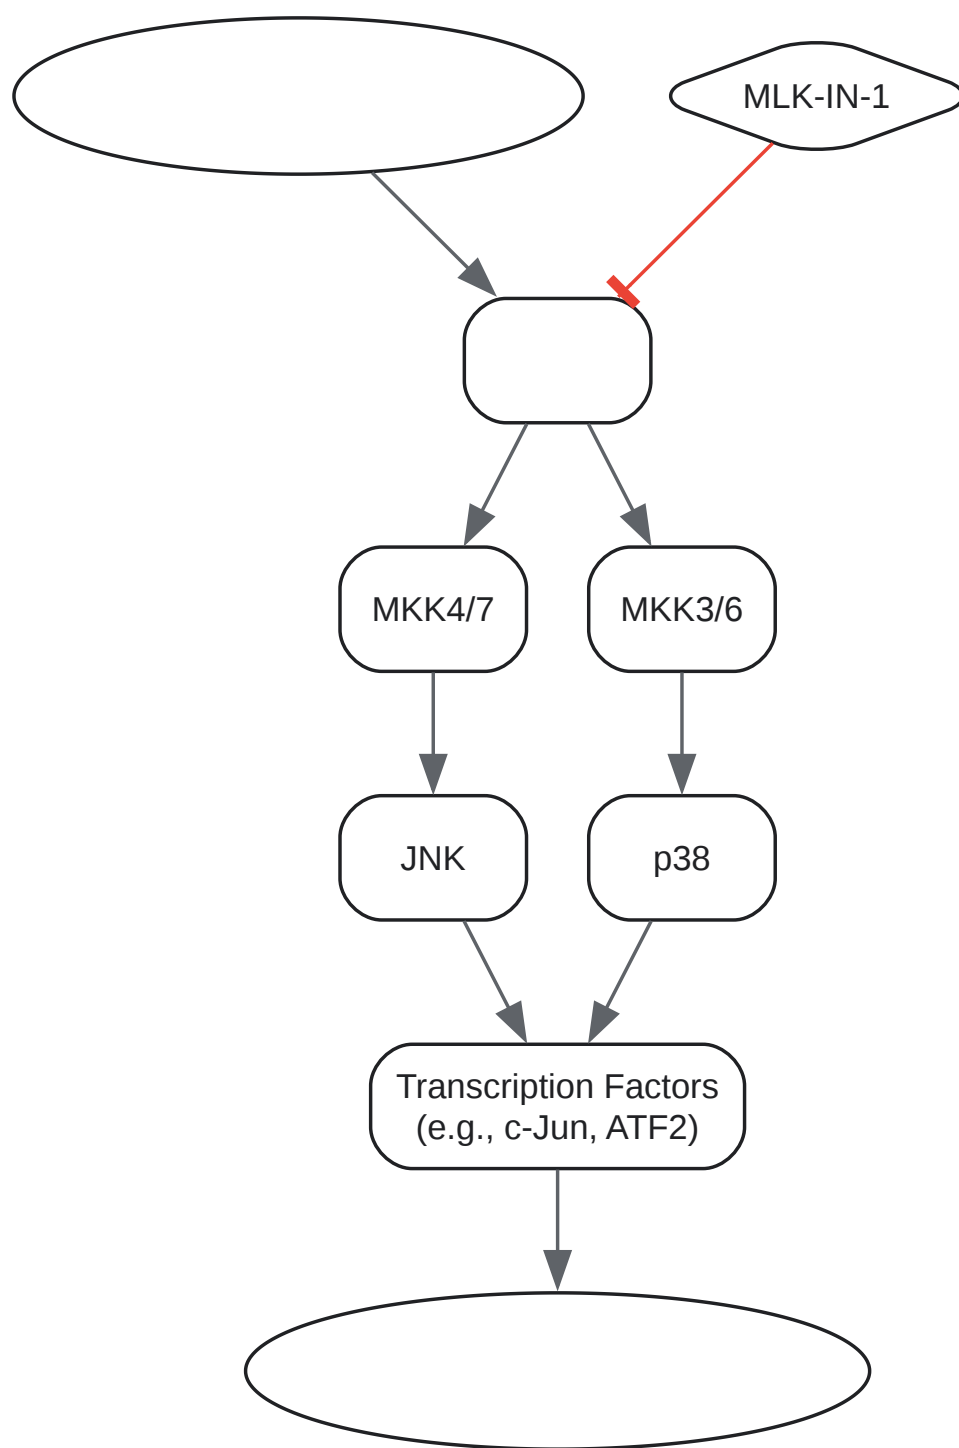 MLK-IN-1
MKK4/7
MKK3/6
JNK
p38
Transcription Factors
(e.g., c-Jun, ATF2)